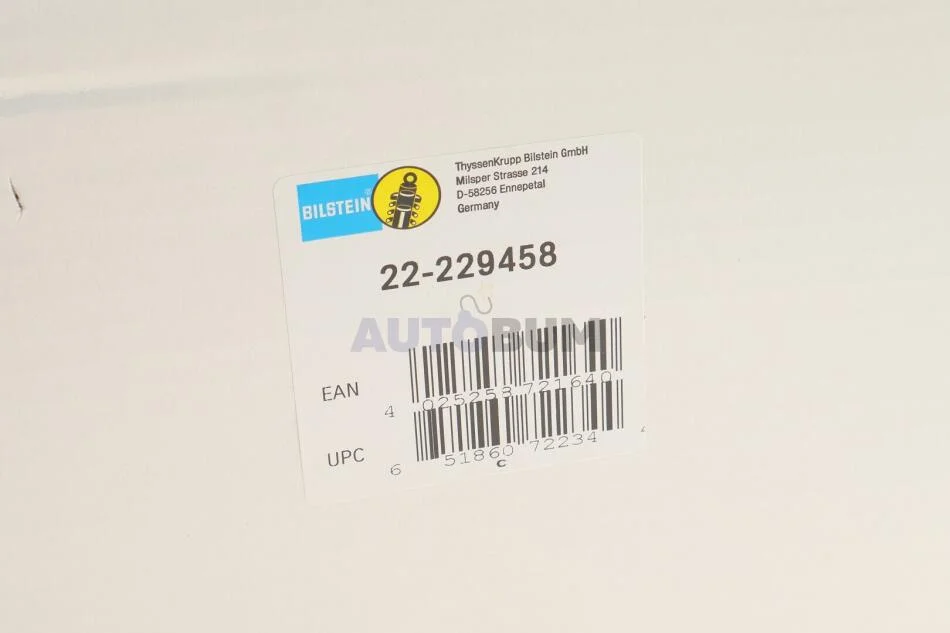 BILSTEIN®
ThyssenKrupp Bilstein GmbH
Milsper Strasse 214
D-58256 Ennepetal
Germany
22-229458
AUTOBUM
EAN
4 025258 721640
UPC
6 51860 72234
C